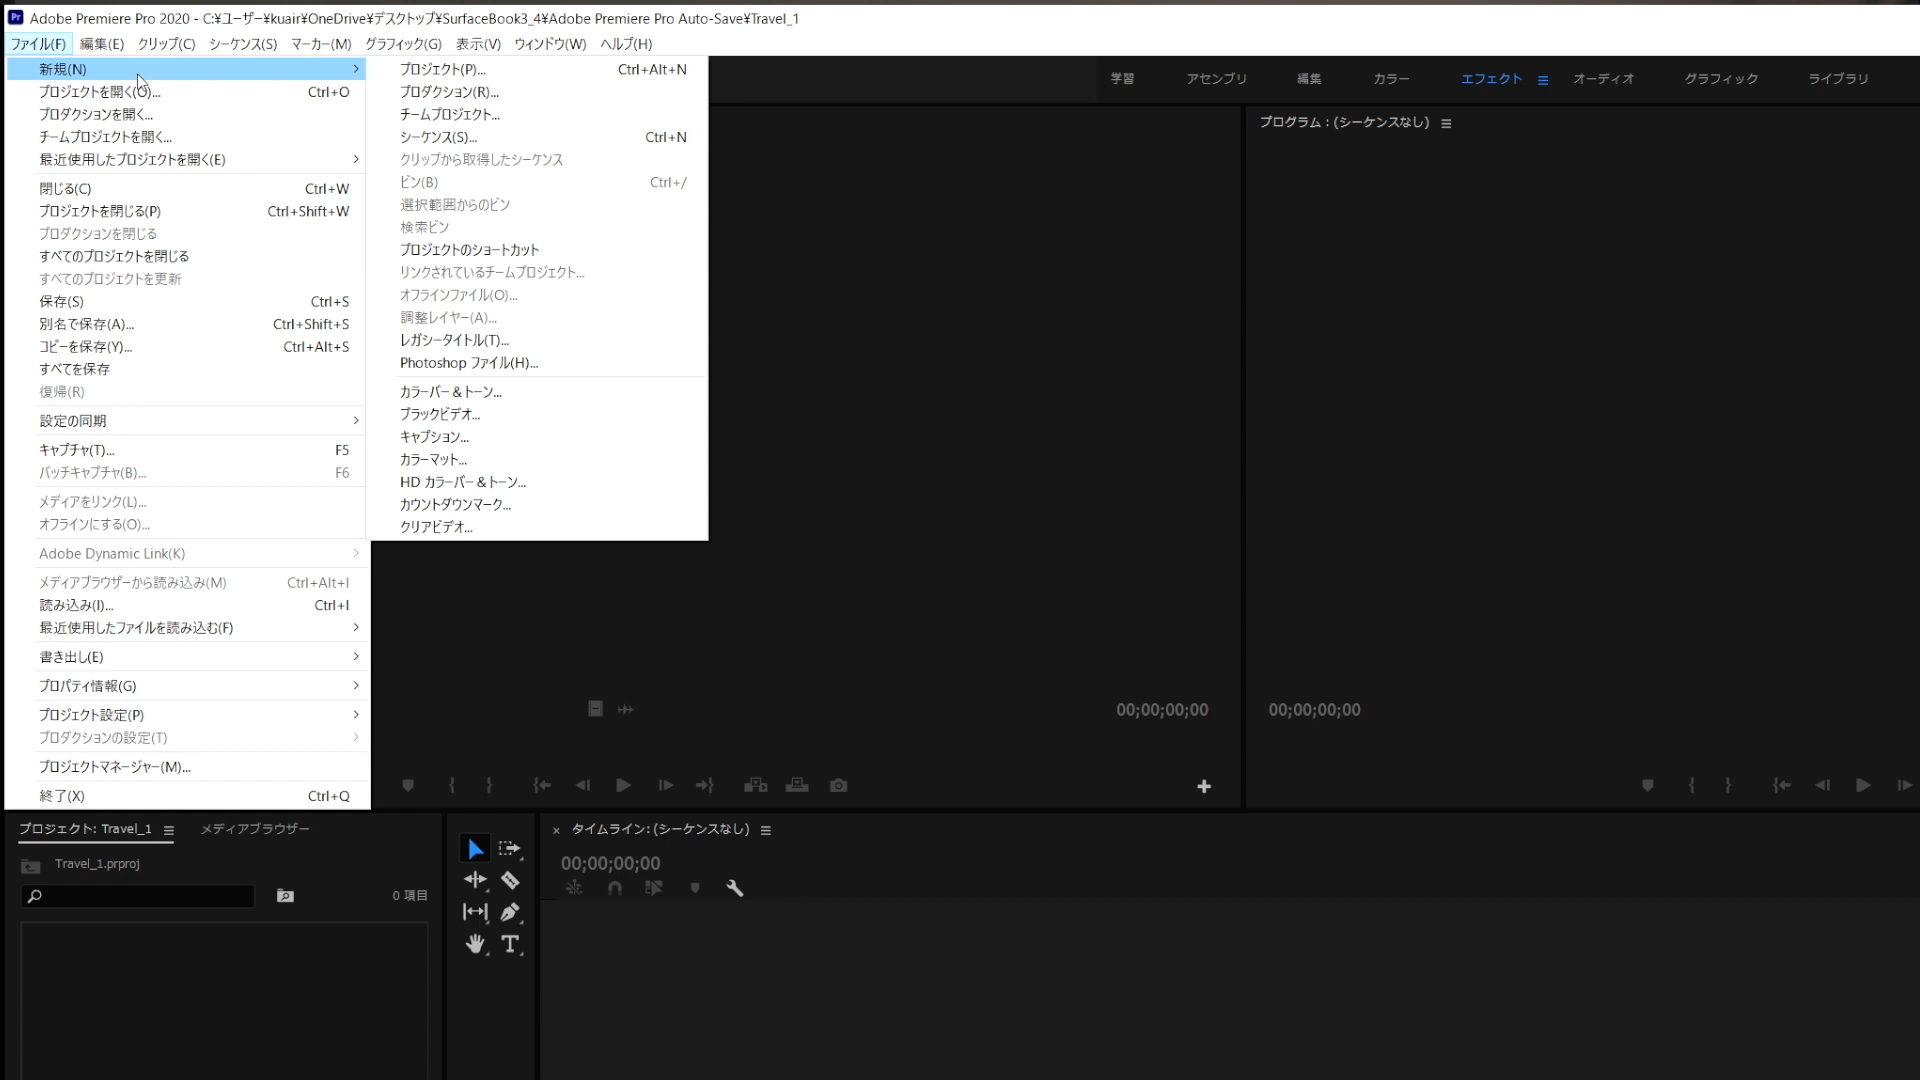 Adobe Premiere Pro 2020 - C:¥ユーザー¥kuair¥OneDrive¥デスクトップ¥SurfaceBook3_4¥Adobe Premiere Pro Auto-Save¥Travel_1
ファイル(F) 編集(E) クリップ(C) シーケンス(S) マーカー(M) グラフィック(G) 表示(V) ウィンドウ(W) ヘルプ(H)
新規(N)
プロジェクトを開く(O)... Ctrl+O
プロダクションを開く...
チームプロジェクトを開く...
最近使用したプロジェクトを開く(E)
閉じる(C) Ctrl+W
プロジェクトを閉じる(P) Ctrl+Shift+W
プロダクションを閉じる
すべてのプロジェクトを閉じる
すべてのプロジェクトを更新
保存(S) Ctrl+S
別名で保存(A)... Ctrl+Shift+S
コピーを保存(Y)... Ctrl+Alt+S
すべてを保存
復帰(R)
設定の同期
キャプチャ(T)... F5
バッチキャプチャ(B)... F6
メディアをリンク(L)...
オフラインにする(O)...
Adobe Dynamic Link(K)
メディアブラウザーから読み込み(M) Ctrl+Alt+I
読み込み(I)... Ctrl+I
最近使用したファイルを読み込む(F)
書き出し(E)
プロパティ情報(G)
プロジェクト設定(P)
プロダクションの設定(T)
プロジェクトマネージャー(M)...
終了(X) Ctrl+Q
プロジェクト(P)... Ctrl+Alt+N
プロダクション(R)...
チームプロジェクト...
シーケンス(S)... Ctrl+N
クリップから取得したシーケンス
ビン(B) Ctrl+/
選択範囲からのビン
検索ビン
プロジェクトのショートカット
リンクされているチームプロジェクト...
オフラインファイル(O)...
調整レイヤー(A)...
レガシータイトル(T)...
Photoshop ファイル(H)...
カラーバー＆トーン...
ブラックビデオ...
キャプション...
カラーマット...
HD カラーバー＆トーン...
カウントダウンマーク...
クリアビデオ...
学習 アセンブリ 編集 カラー エフェクト オーディオ グラフィック ライブラリ
プログラム：(シーケンスなし)
00;00;00;00 00;00;00;00
プロジェクト: Travel_1 メディアブラウザー
Travel_1.prproj
0 項目
× タイムライン: (シーケンスなし)
00;00;00;00